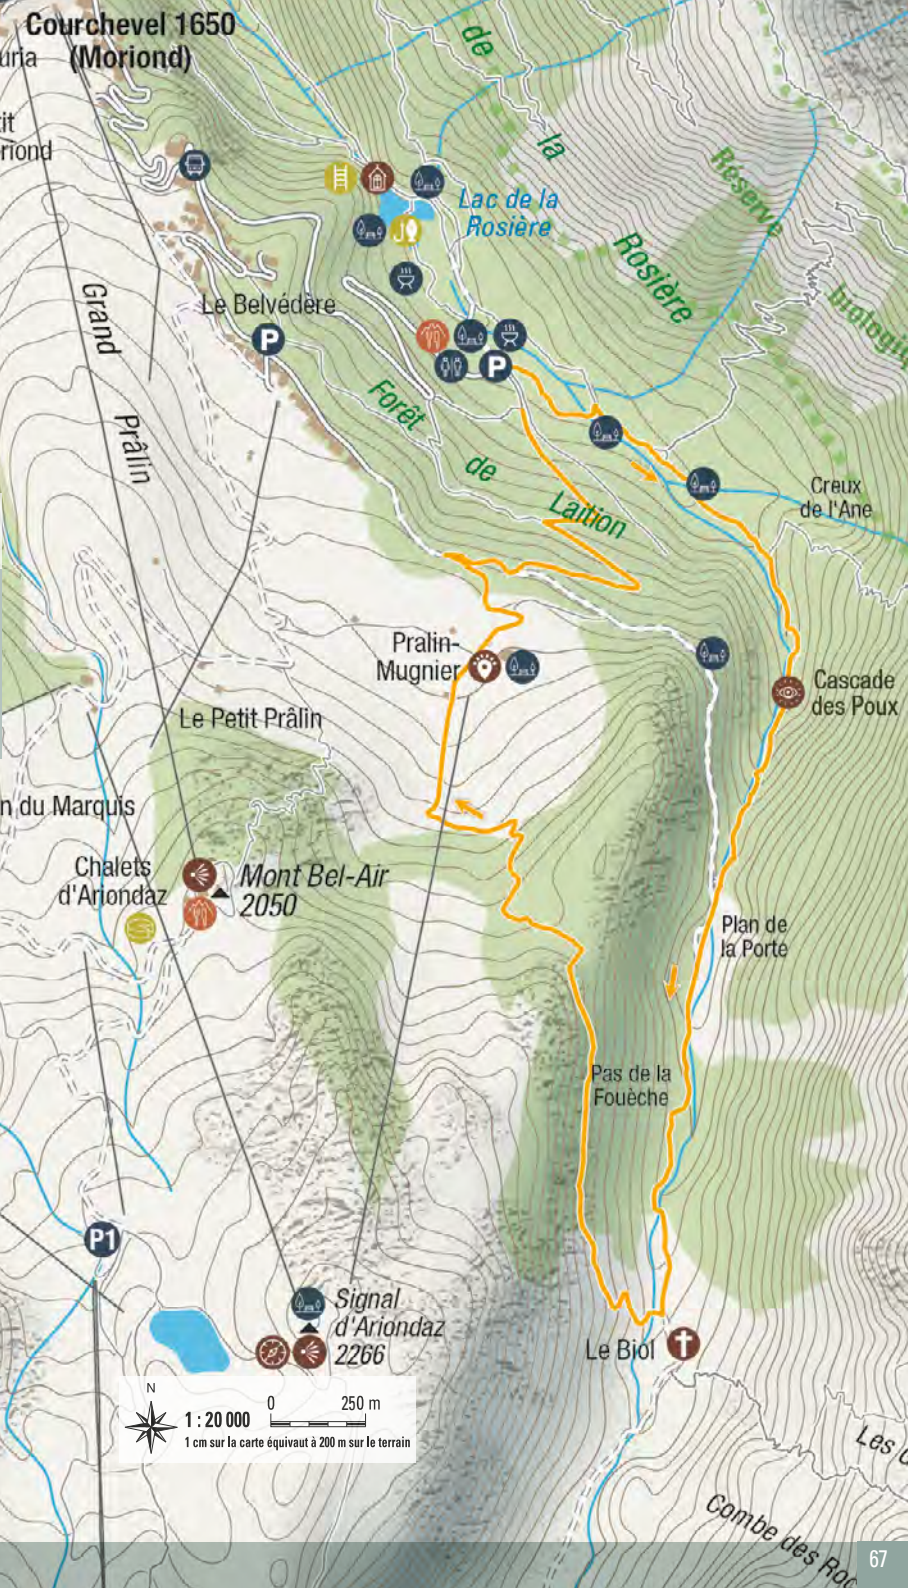 Courchevel 1650
(Moriond)
uria
it
riond
de
la
Rosière
Réserve
biologiq
Lac de la
Rosière
Le Belvédère
P
P
Grand
Prâlin
Forêt
de
Laition
Creux
de l'Ane
Pralin-
Mugnier
Cascade
des Poux
Le Petit Prâlin
n du Marquis
Chalets
d'Ariondaz
Mont Bel-Air
2050
Plan de
la Porte
Pas de la
Fouèche
P1
Signal
d'Ariondaz
2266
Le Biol
N
0 250 m
1 : 20 000
1 cm sur la carte équivaut à 200 m sur le terrain
Les
Combe des Roc
67